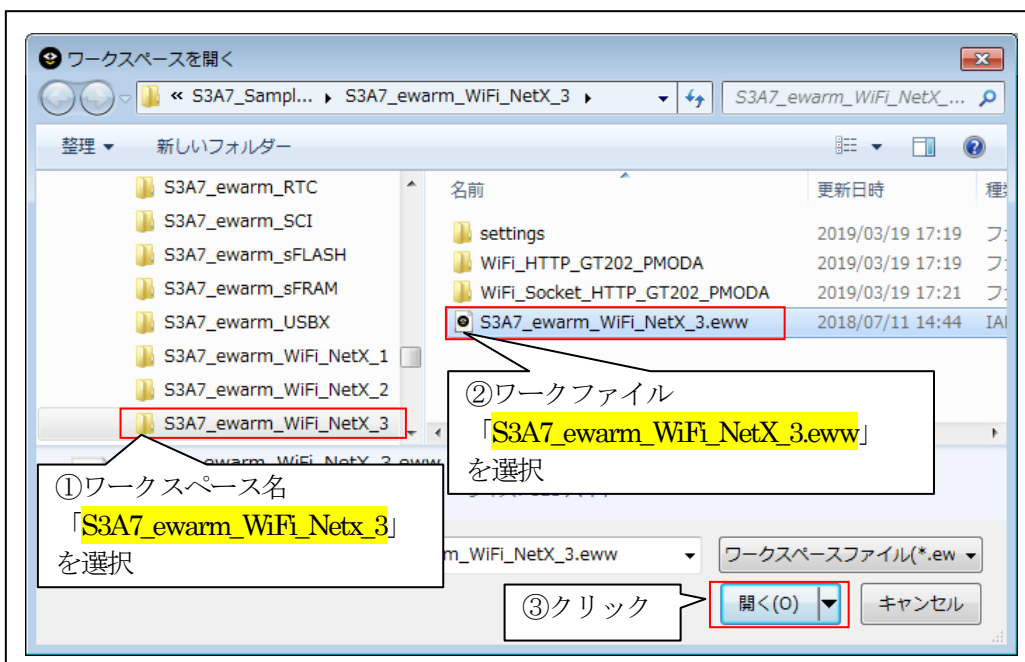 ワークスペースを開く
« S3A7_Sampl... ▸ S3A7_ewarm_WiFi_NetX_3 ▸
S3A7_ewarm_WiFi_NetX_...
整理 ▼ 新しいフォルダー
S3A7_ewarm_RTC
S3A7_ewarm_SCI
S3A7_ewarm_sFLASH
S3A7_ewarm_sFRAM
S3A7_ewarm_USBX
S3A7_ewarm_WiFi_NetX_1
S3A7_ewarm_WiFi_NetX_2
S3A7_ewarm_WiFi_NetX_3
名前 更新日時
settings 2019/03/19 17:19
WiFi_HTTP_GT202_PMODA 2019/03/19 17:19
WiFi_Socket_HTTP_GT202_PMODA 2019/03/19 17:21
S3A7_ewarm_WiFi_NetX_3.eww 2018/07/11 14:44
②ワークファイル
「S3A7_ewarm_WiFi_NetX_3.eww」
を選択
①ワークスペース名
「S3A7_ewarm_WiFi_Netx_3」
を選択
m_WiFi_NetX_3.eww
ワークスペースファイル(*.ew
③クリック
開く(O)
キャンセル